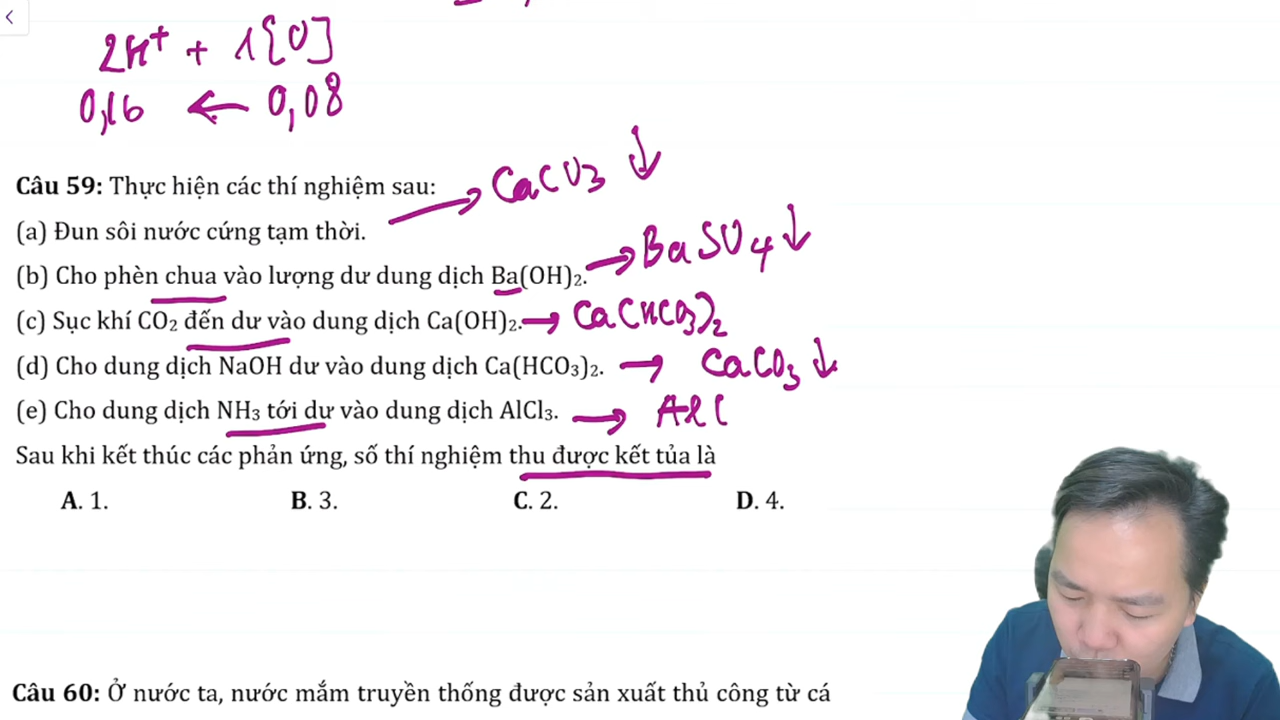 2H⁺ + 1[O]
0,16 ← 0,08
Câu 59: Thực hiện các thí nghiệm sau:
→ CaCO₃ ↓
(a) Đun sôi nước cứng tạm thời.
(b) Cho phèn chua vào lượng dư dung dịch Ba(OH)₂. → BaSO₄ ↓
(c) Sục khí CO₂ đến dư vào dung dịch Ca(OH)₂. → Ca(HCO₃)₂
(d) Cho dung dịch NaOH dư vào dung dịch Ca(HCO₃)₂. → CaCO₃ ↓
(e) Cho dung dịch NH₃ tới dư vào dung dịch AlCl₃. → Al(
Sau khi kết thúc các phản ứng, số thí nghiệm thu được kết tủa là
A. 1. B. 3. C. 2. D. 4.
Câu 60: Ở nước ta, nước mắm truyền thống được sản xuất thủ công từ cá